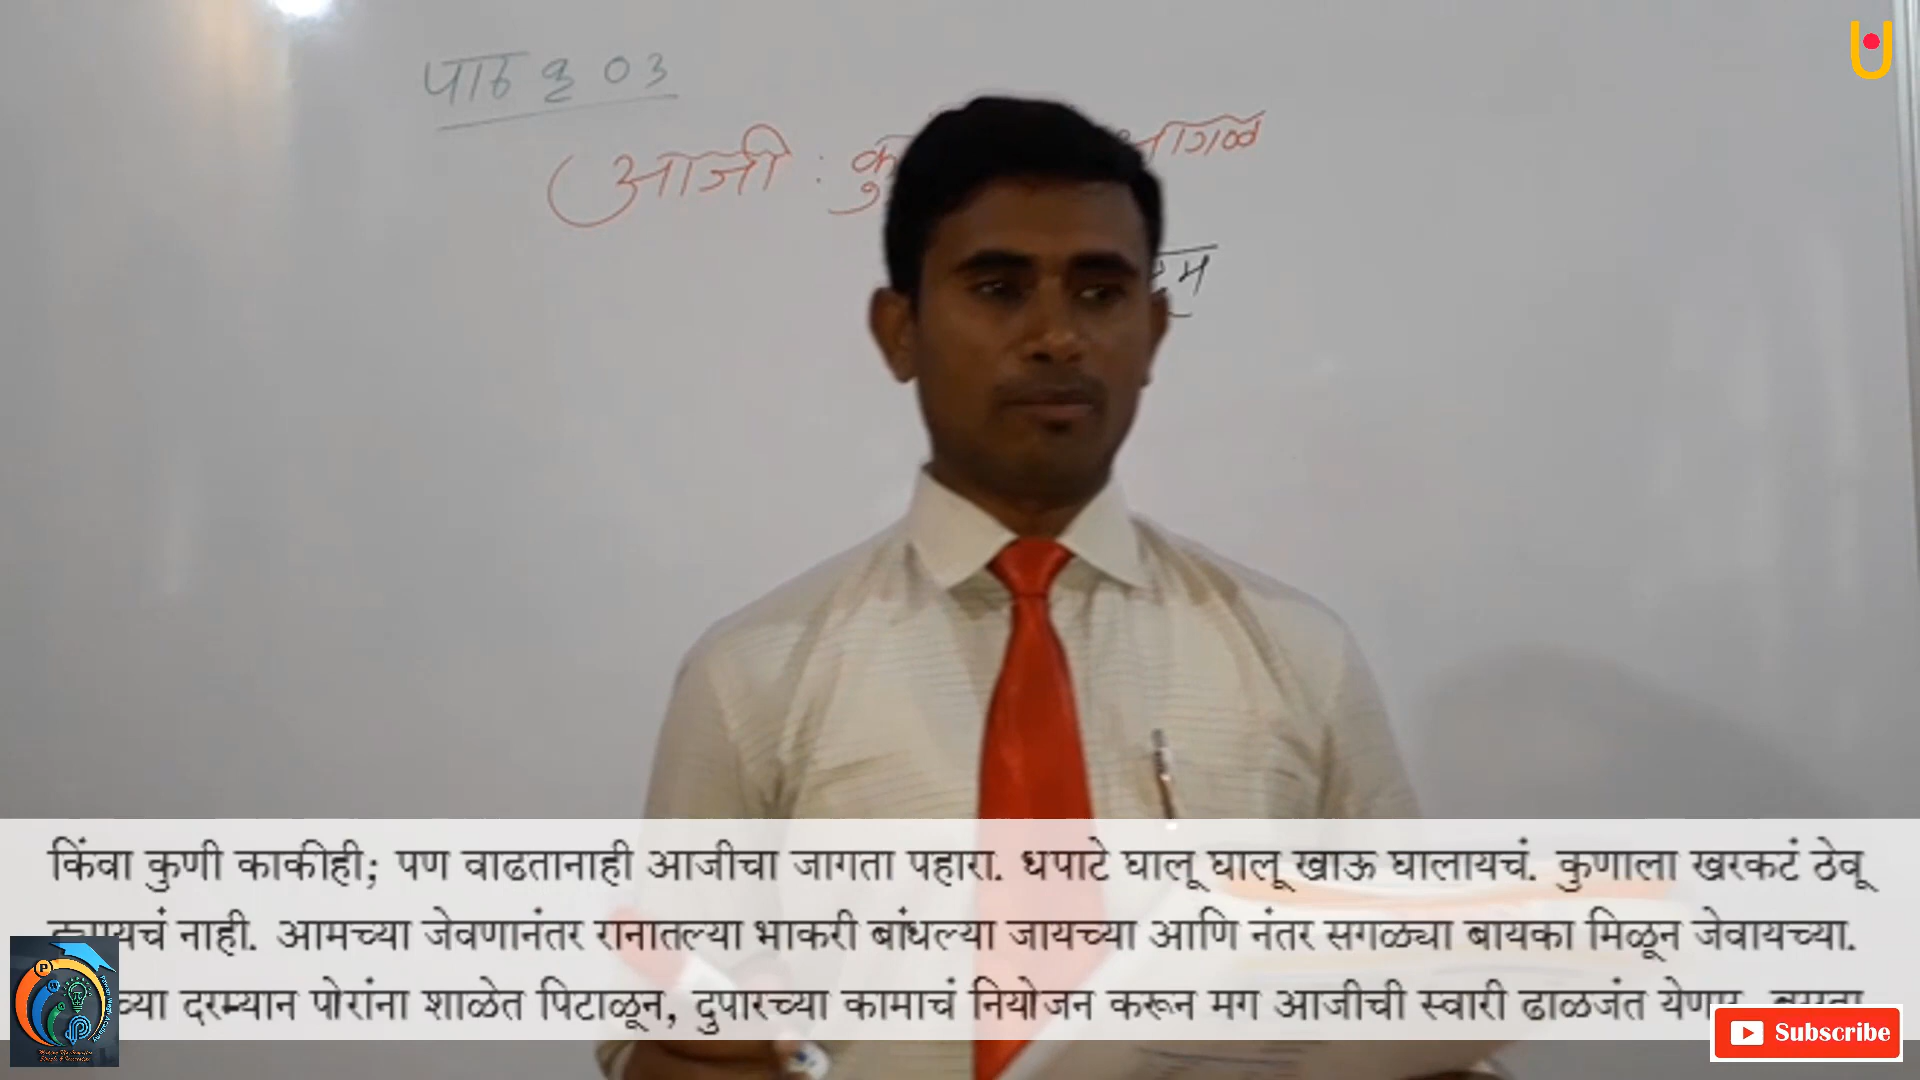 पाठ क्र 03
आजी : कु आगळ
किंवा कुणी काकीही; पण वाढतानाही आजीचा जागता पहारा. धपाटे घालू घालू खाऊ घालायचं. कुणाला खरकटं ठेवू
नाही. आमच्या जेवणानंतर रानातल्या भाकरी बांधल्या जायच्या आणि नंतर सगळ्या बायका मिळून जेवायच्या.
दरम्यान पोरांना शाळेत पिटाळून, दुपारच्या कामाचं नियोजन करून मग आजीची स्वारी ढाळजंत
Subscribe